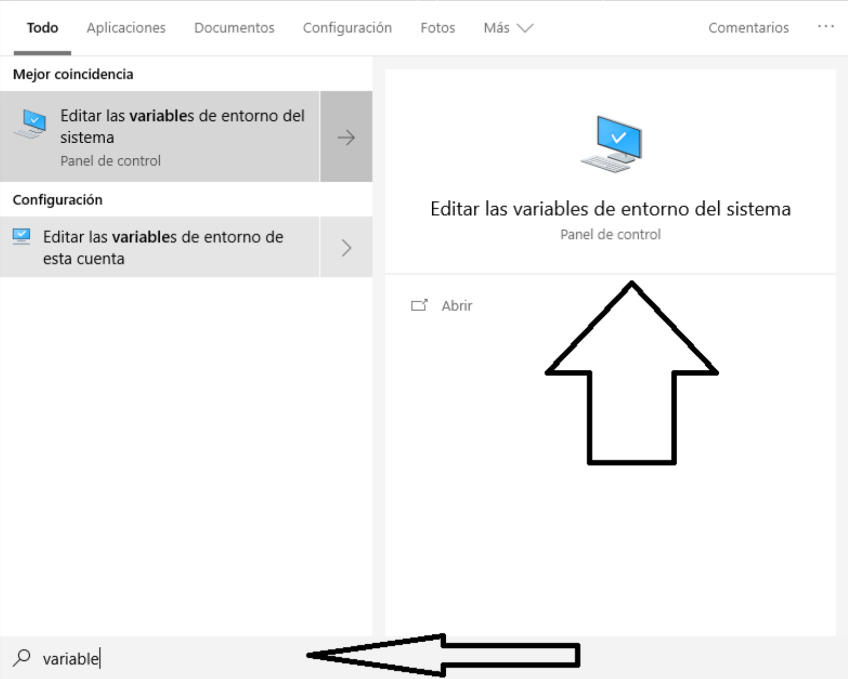 Todo Aplicaciones Documentos Configuración Fotos Más Comentarios ...
Mejor coincidencia
Editar las variables de entorno del
sistema
Panel de control
Configuración
Editar las variables de entorno de
esta cuenta
Editar las variables de entorno del sistema
Panel de control
Abrir
variable